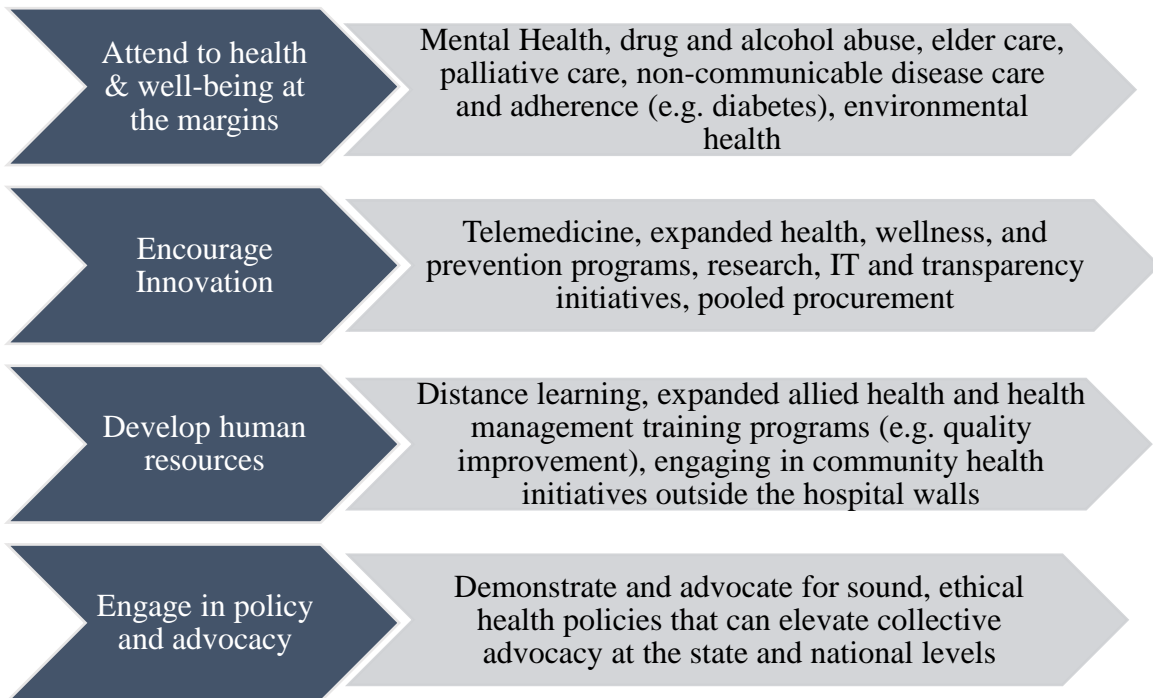 Attend to health
& well-being at
the margins
Mental Health, drug and alcohol abuse, elder care,
palliative care, non-communicable disease care
and adherence (e.g. diabetes), environmental
health
Encourage
Innovation
Telemedicine, expanded health, wellness, and
prevention programs, research, IT and transparency
initiatives, pooled procurement
Develop human
resources
Distance learning, expanded allied health and health
management training programs (e.g. quality
improvement), engaging in community health
initiatives outside the hospital walls
Engage in policy
and advocacy
Demonstrate and advocate for sound, ethical
health policies that can elevate collective
advocacy at the state and national levels